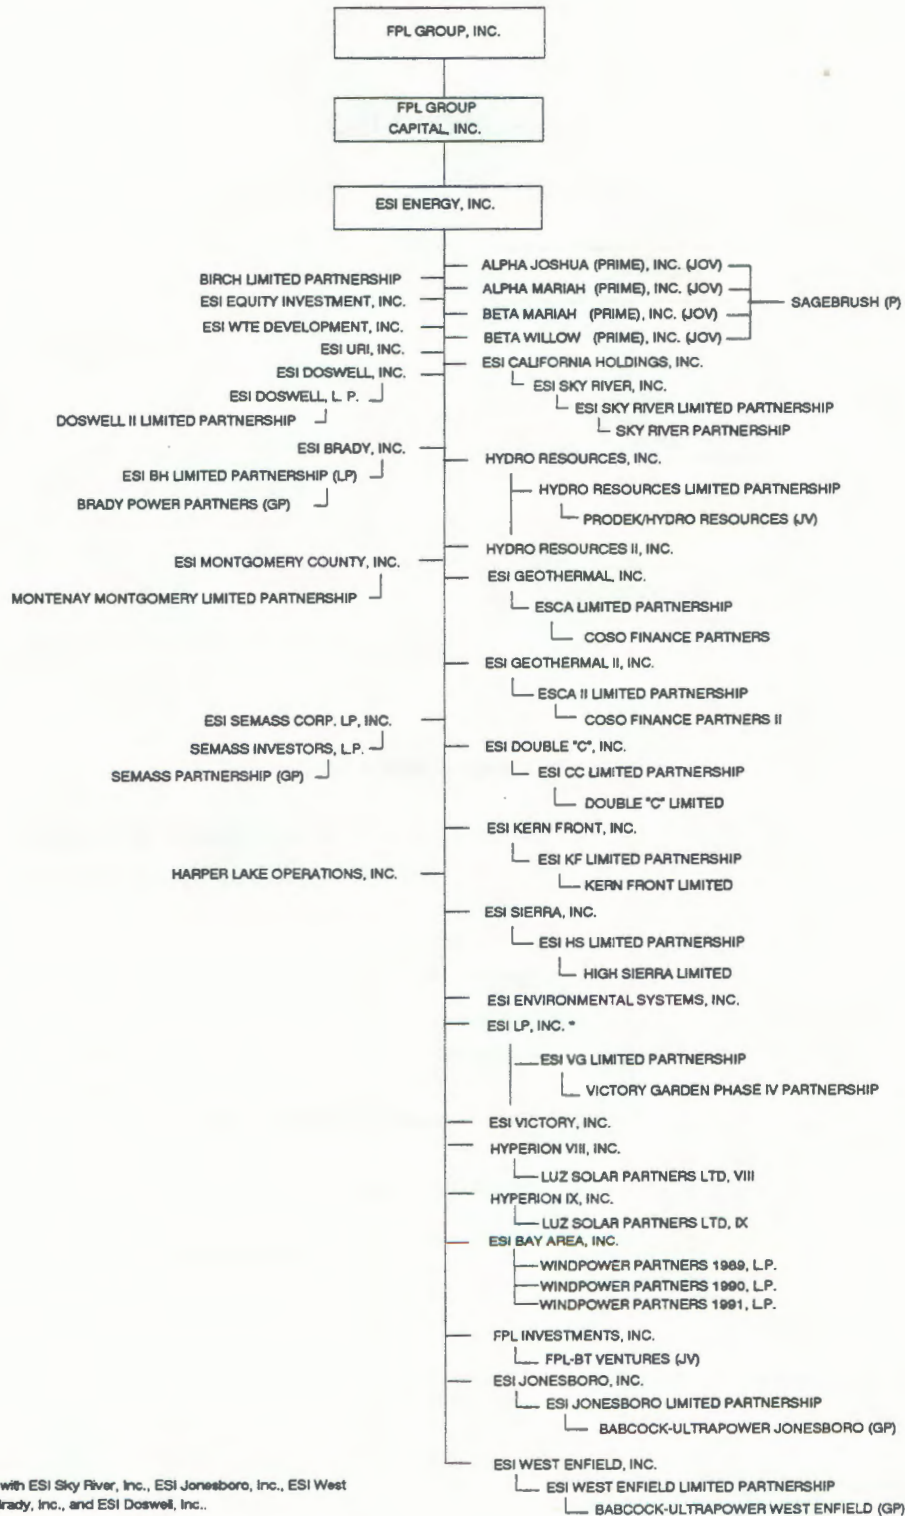 FPL GROUP, INC.
FPL GROUP
CAPITAL, INC.
ESI ENERGY, INC.
BIRCH LIMITED PARTNERSHIP
ESI EQUITY INVESTMENT, INC.
ESI WTE DEVELOPMENT, INC.
ESI URI, INC.
ESI DOSWELL, INC.
ESI DOSWELL, L. P.
DOSWELL II LIMITED PARTNERSHIP
ESI BRADY, INC.
ESI BH LIMITED PARTNERSHIP (LP)
BRADY POWER PARTNERS (GP)
ESI MONTGOMERY COUNTY, INC.
MONTENAY MONTGOMERY LIMITED PARTNERSHIP
ESI SEMASS CORP. LP, INC.
SEMASS INVESTORS, L.P.
SEMASS PARTNERSHIP (GP)
HARPER LAKE OPERATIONS, INC.
ALPHA JOSHUA (PRIME), INC. (JOV)
ALPHA MARIAH (PRIME), INC. (JOV)
BETA MARIAH (PRIME), INC. (JOV)
BETA WILLOW (PRIME), INC. (JOV)
SAGEBRUSH (P)
ESI CALIFORNIA HOLDINGS, INC.
ESI SKY RIVER, INC.
ESI SKY RIVER LIMITED PARTNERSHIP
SKY RIVER PARTNERSHIP
HYDRO RESOURCES, INC.
HYDRO RESOURCES LIMITED PARTNERSHIP
PRODEK/HYDRO RESOURCES (JV)
HYDRO RESOURCES II, INC.
ESI GEOTHERMAL, INC.
ESCA LIMITED PARTNERSHIP
COSO FINANCE PARTNERS
ESI GEOTHERMAL II, INC.
ESCA II LIMITED PARTNERSHIP
COSO FINANCE PARTNERS II
ESI DOUBLE "C", INC.
ESI CC LIMITED PARTNERSHIP
DOUBLE "C" LIMITED
ESI KERN FRONT, INC.
ESI KF LIMITED PARTNERSHIP
KERN FRONT LIMITED
ESI SIERRA, INC.
ESI HS LIMITED PARTNERSHIP
HIGH SIERRA LIMITED
ESI ENVIRONMENTAL SYSTEMS, INC.
ESI LP, INC. *
ESI VG LIMITED PARTNERSHIP
VICTORY GARDEN PHASE IV PARTNERSHIP
ESI VICTORY, INC.
HYPERION VIII, INC.
LUZ SOLAR PARTNERS LTD, VIII
HYPERION IX, INC.
LUZ SOLAR PARTNERS LTD, IX
ESI BAY AREA, INC.
WINDPOWER PARTNERS 1989, L.P.
WINDPOWER PARTNERS 1990, L.P.
WINDPOWER PARTNERS 1991, L.P.
FPL INVESTMENTS, INC.
FPL-BT VENTURES (JV)
ESI JONESBORO, INC.
ESI JONESBORO LIMITED PARTNERSHIP
BABCOCK-ULTRAPOWER JONESBORO (GP)
ESI WEST ENFIELD, INC.
ESI WEST ENFIELD LIMITED PARTNERSHIP
BABCOCK-ULTRAPOWER WEST ENFIELD (GP)
with ESI Sky River, Inc., ESI Jonesboro, Inc., ESI West
Brady, Inc., and ESI Doswell, Inc..